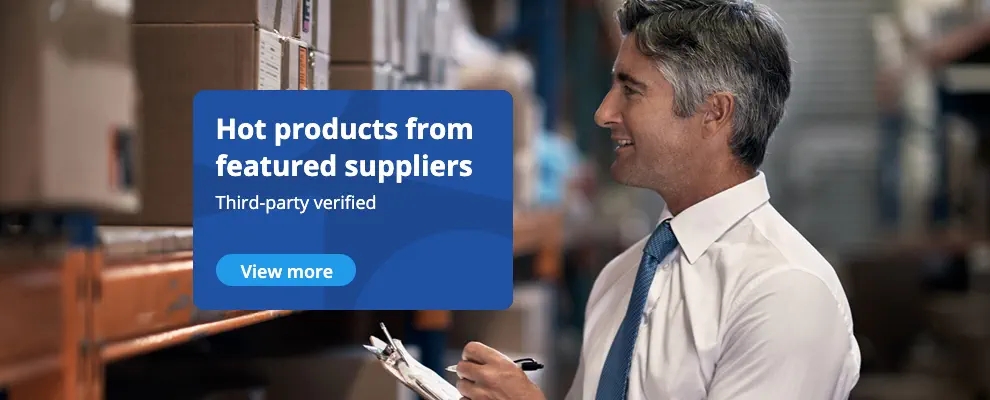 Hot products from
featured suppliers
Third-party verified
View more